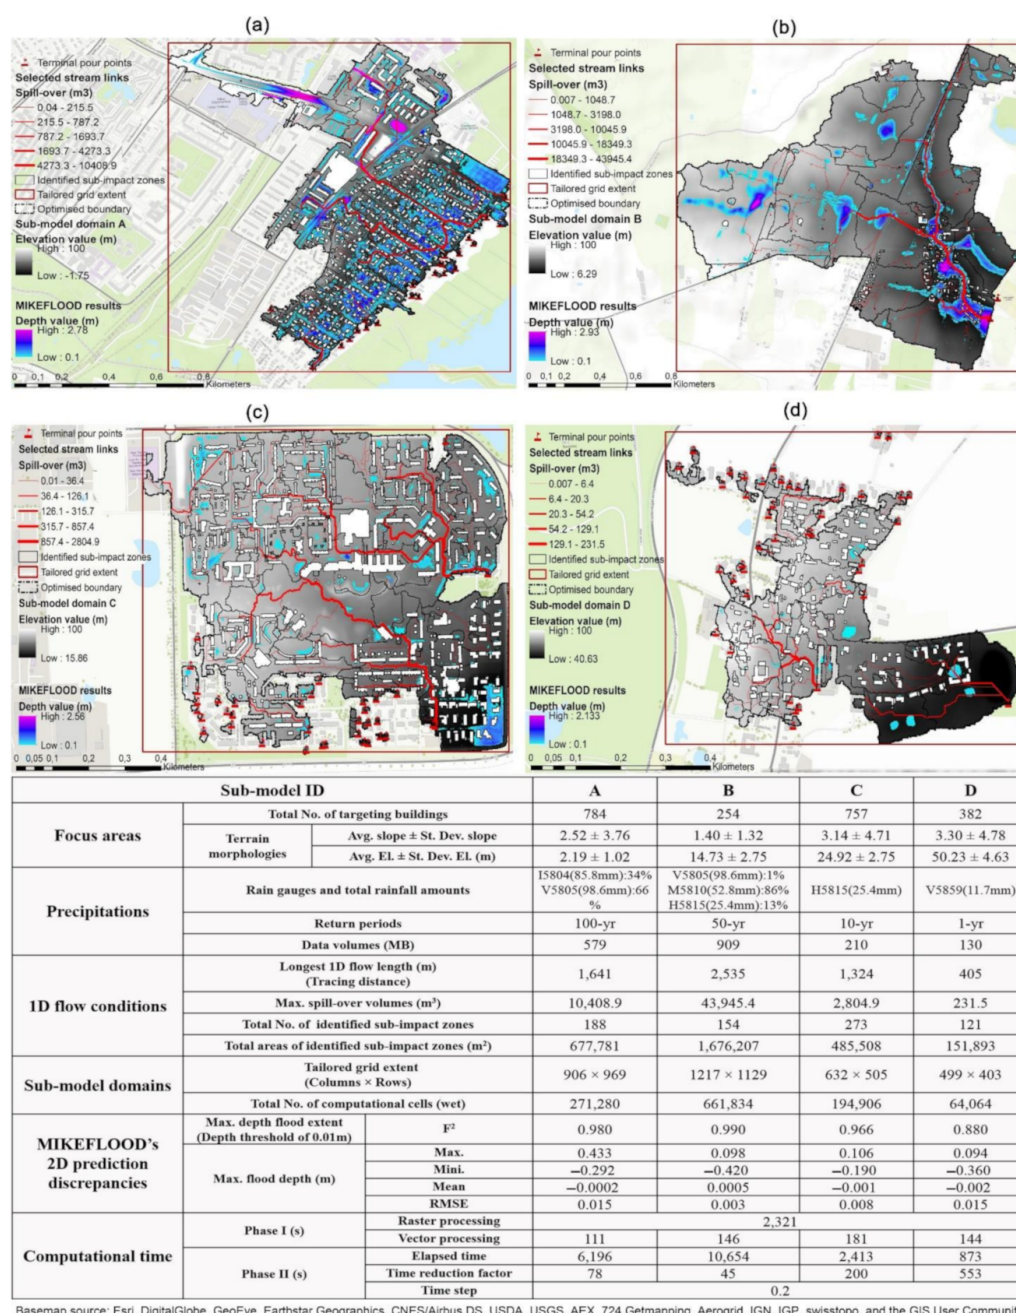 (a)
Terminal pour points
Selected stream links
Spill-over (m3)
0.04 - 215.5
215.5 - 787.2
787.2 - 1693.7
1693.7 - 4273.3
4273.3 - 10408.9
Identified sub-impact zones
Tailored grid extent
Optimised boundary
Sub-model domain A
Elevation value (m)
High : 100
Low : -1.75
MIKEFLOOD results
Depth value (m)
High : 2.78
Low : 0.1
0 0,1 0,2 0,4 0,6 0,8
Kilometers
(b)
Terminal pour points
Selected stream links
Spill-over (m3)
0.007 - 1048.7
1048.7 - 3198.0
3198.0 - 10045.9
10045.9 - 18349.3
18349.3 - 43945.4
Identified sub-impact zones
Tailored grid extent
Optimised boundary
Sub-model domain B
Elevation value (m)
High : 100
Low : 6.29
MIKEFLOOD results
Depth value (m)
High : 2.93
Low : 0.1
0 0,1 0,2 0,4 0,6 0,8
Kilometers
(c)
Terminal pour points
Selected stream links
Spill-over (m3)
0.01 - 36.4
36.4 - 126.1
126.1 - 315.7
315.7 - 857.4
857.4 - 2804.9
Identified sub-impact zones
Tailored grid extent
Optimised boundary
Sub-model domain C
Elevation value (m)
High : 100
Low : 15.86
MIKEFLOOD results
Depth value (m)
High : 2.56
Low : 0.1
0 0,05 0,1 0,2 0,3 0,4
Kilometers
(d)
Terminal pour points
Selected stream links
Spill-over (m3)
0.007 - 6.4
6.4 - 20.3
20.3 - 54.2
54.2 - 129.1
129.1 - 231.5
Identified sub-impact zones
Tailored grid extent
Optimised boundary
Sub-model domain D
Elevation value (m)
High : 100
Low : 40.63
MIKEFLOOD results
Depth value (m)
High : 2.133
Low : 0.1
0 0,05 0,1 0,2 0,3 0,4
Kilometers
Sub-model ID A B C D
Focus areas
Total No. of targeting buildings 784 254 757 382
Terrain morphologies
Avg. slope ± St. Dev. slope 2.52 ± 3.76 1.40 ± 1.32 3.14 ± 4.71 3.30 ± 4.78
Avg. El. ± St. Dev. El. (m) 2.19 ± 1.02 14.73 ± 2.75 24.92 ± 2.75 50.23 ± 4.63
Precipitations
Rain gauges and total rainfall amounts
I5804(85.8mm):34%
V5805(98.6mm):66
%
V5805(98.6mm):1%
M5810(52.8mm):86%
H5815(25.4mm):13%
H5815(25.4mm)
V5859(11.7mm)
Return periods 100-yr 50-yr 10-yr 1-yr
Data volumes (MB) 579 909 210 130
1D flow conditions
Longest 1D flow length (m)
(Tracing distance)
1,641 2,535 1,324 405
Max. spill-over volumes (m³) 10,408.9 43,945.4 2,804.9 231.5
Total No. of identified sub-impact zones 188 154 273 121
Total areas of identified sub-impact zones (m²) 677,781 1,676,207 485,508 151,893
Sub-model domains
Tailored grid extent
(Columns × Rows)
906 × 969 1217 × 1129 632 × 505 499 × 403
Total No. of computational cells (wet) 271,280 661,834 194,906 64,064
MIKEFLOOD's
2D prediction
discrepancies
Max. depth flood extent
(Depth threshold of 0.01m)
F² 0.980 0.990 0.966 0.880
Max. flood depth (m)
Max. 0.433 0.098 0.106 0.094
Mini. −0.292 −0.420 −0.190 −0.360
Mean −0.0002 0.0005 −0.001 −0.002
RMSE 0.015 0.003 0.008 0.015
Computational time
Phase I (s)
Raster processing 2,321
Vector processing 111 146 181 144
Phase II (s)
Elapsed time 6,196 10,654 2,413 873
Time reduction factor 78 45 200 553
Time step 0.2
Basemap source: Esri, DigitalGlobe, GeoEye, Earthstar Geographics, CNES/Airbus DS, USDA, USGS, AEX, 724 Getmapping, Aerogrid, IGN, IGP, swisstopo, and the GIS User Communit